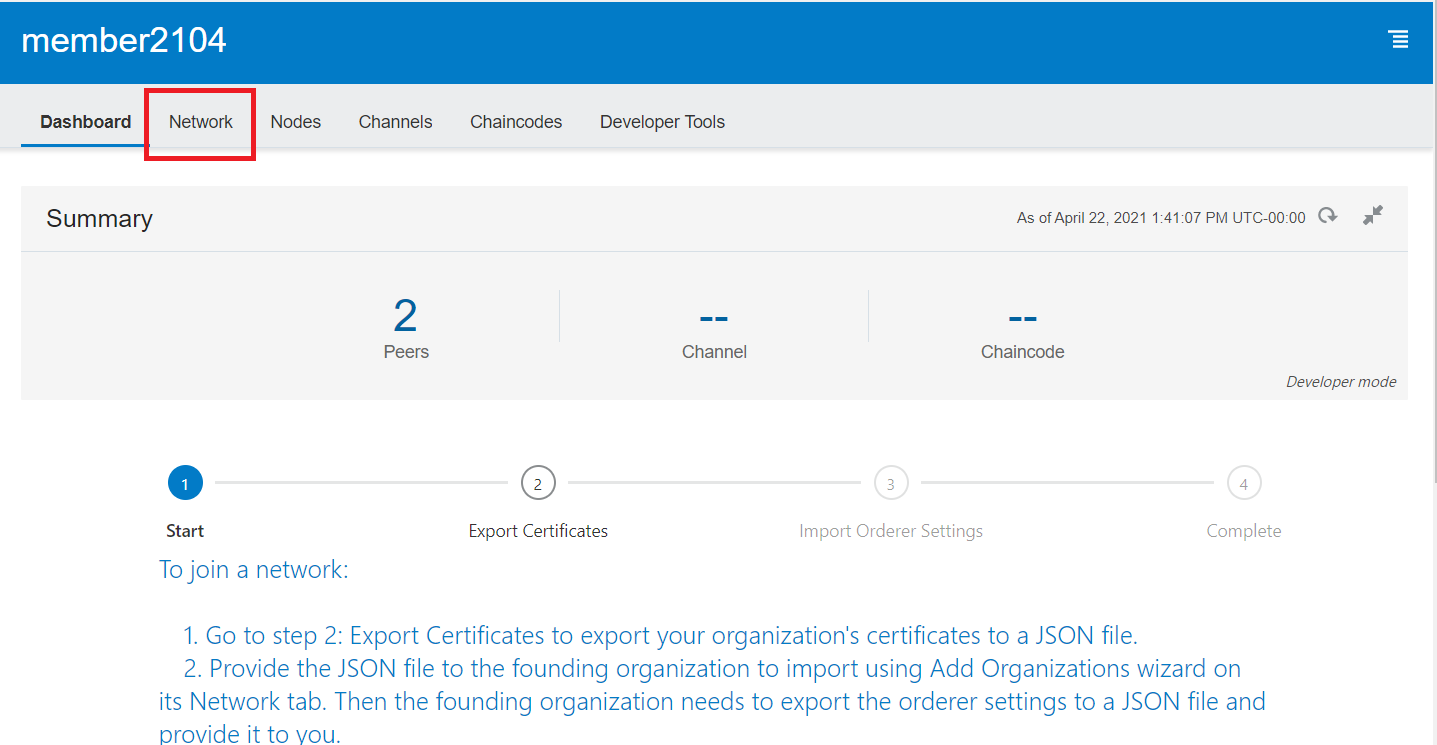 member2104
Dashboard Network Nodes Channels Chaincodes Developer Tools
Summary As of April 22, 2021 1:41:07 PM UTC-00:00
2 -- --
Peers Channel Chaincode
Developer mode
1 2 3 4
Start Export Certificates Import Orderer Settings Complete
To join a network:
1. Go to step 2: Export Certificates to export your organization's certificates to a JSON file.
2. Provide the JSON file to the founding organization to import using Add Organizations wizard on
its Network tab. Then the founding organization needs to export the orderer settings to a JSON file and
provide it to you.